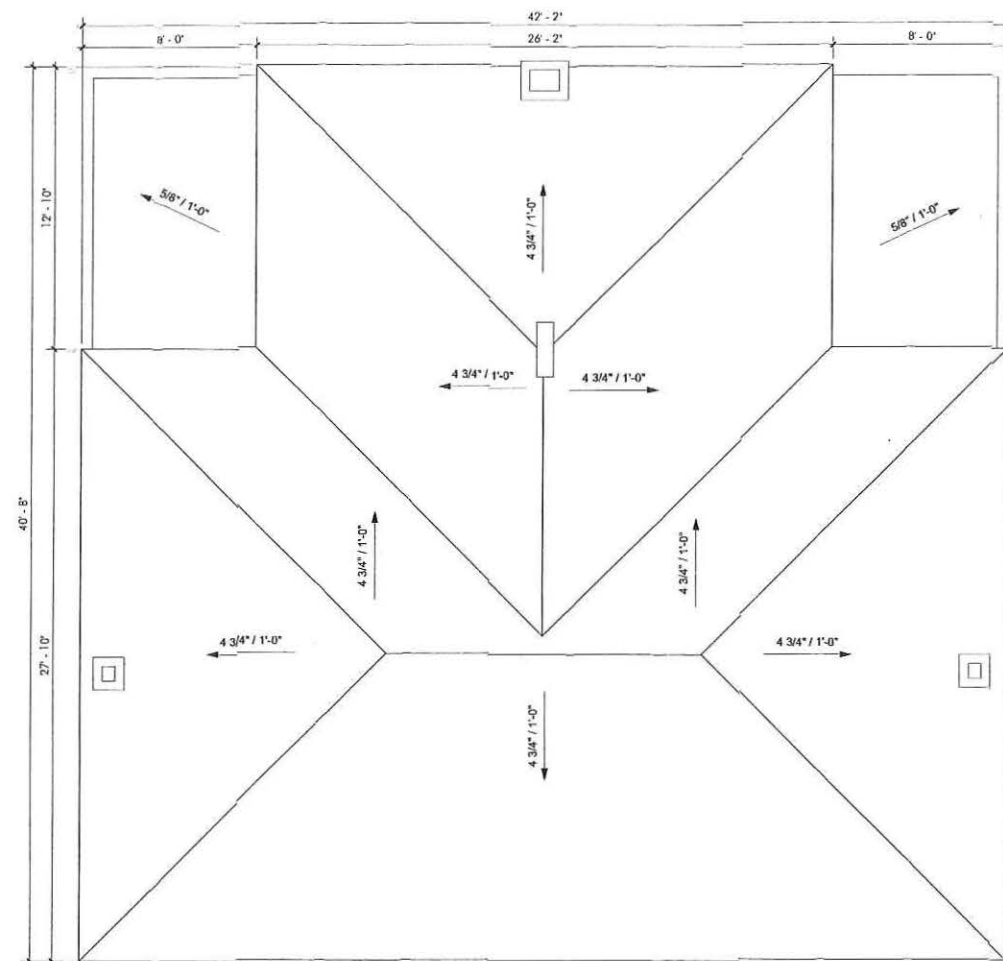 42' - 2"
8' - 0"
26' - 2"
8' - 0"
12' - 10"
5/8" / 1'-0"
4 3/4" / 1'-0"
5/8" / 1'-0"
4 3/4" / 1'-0"
4 3/4" / 1'-0"
40' - 8"
4 3/4" / 1'-0"
4 3/4" / 1'-0"
27' - 10"
4 3/4" / 1'-0"
4 3/4" / 1'-0"
4 3/4" / 1'-0"